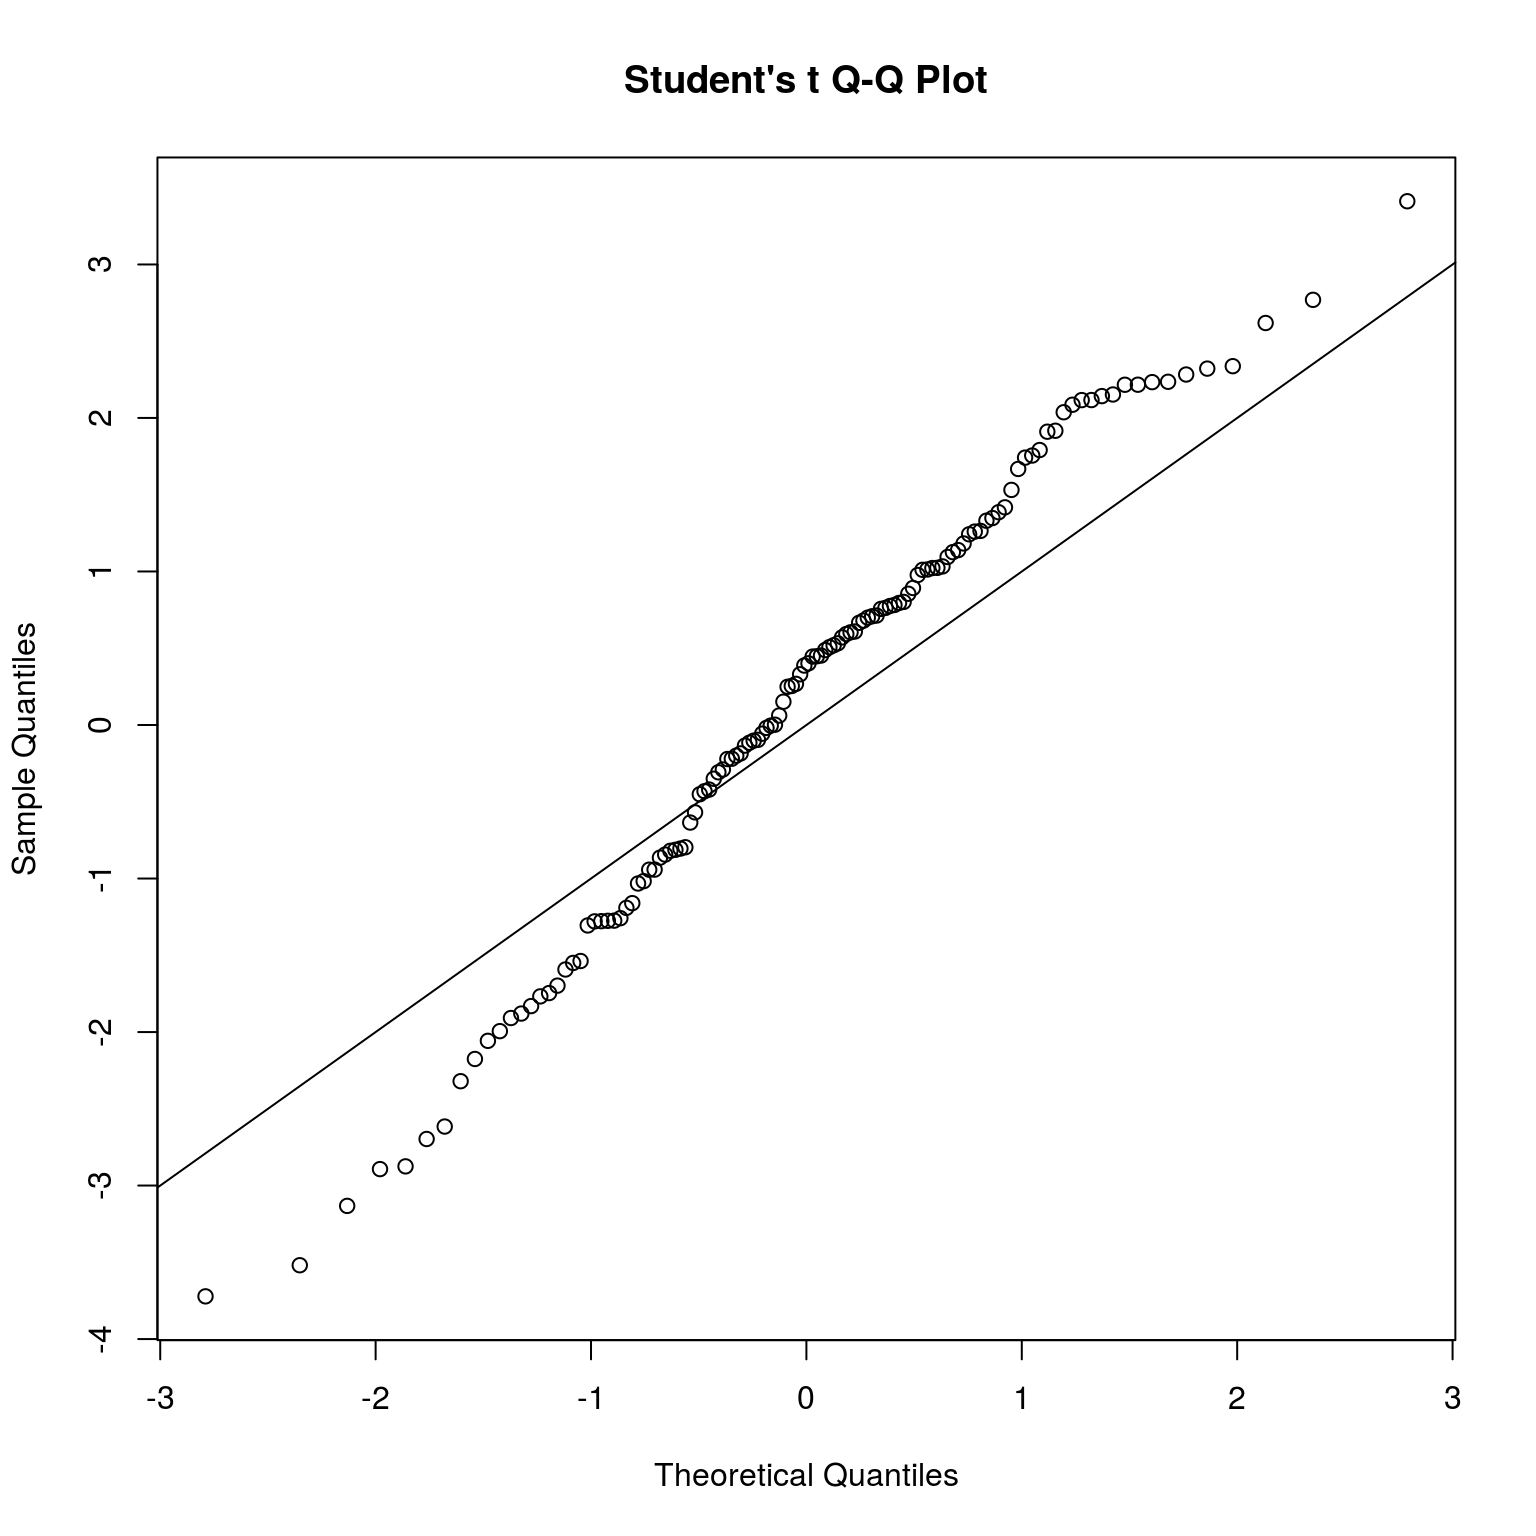 Student's t Q-Q Plot
Sample Quantiles
3
2
1
0
-1
-2
-3
-4
-3 -2 -1 0 1 2 3
Theoretical Quantiles